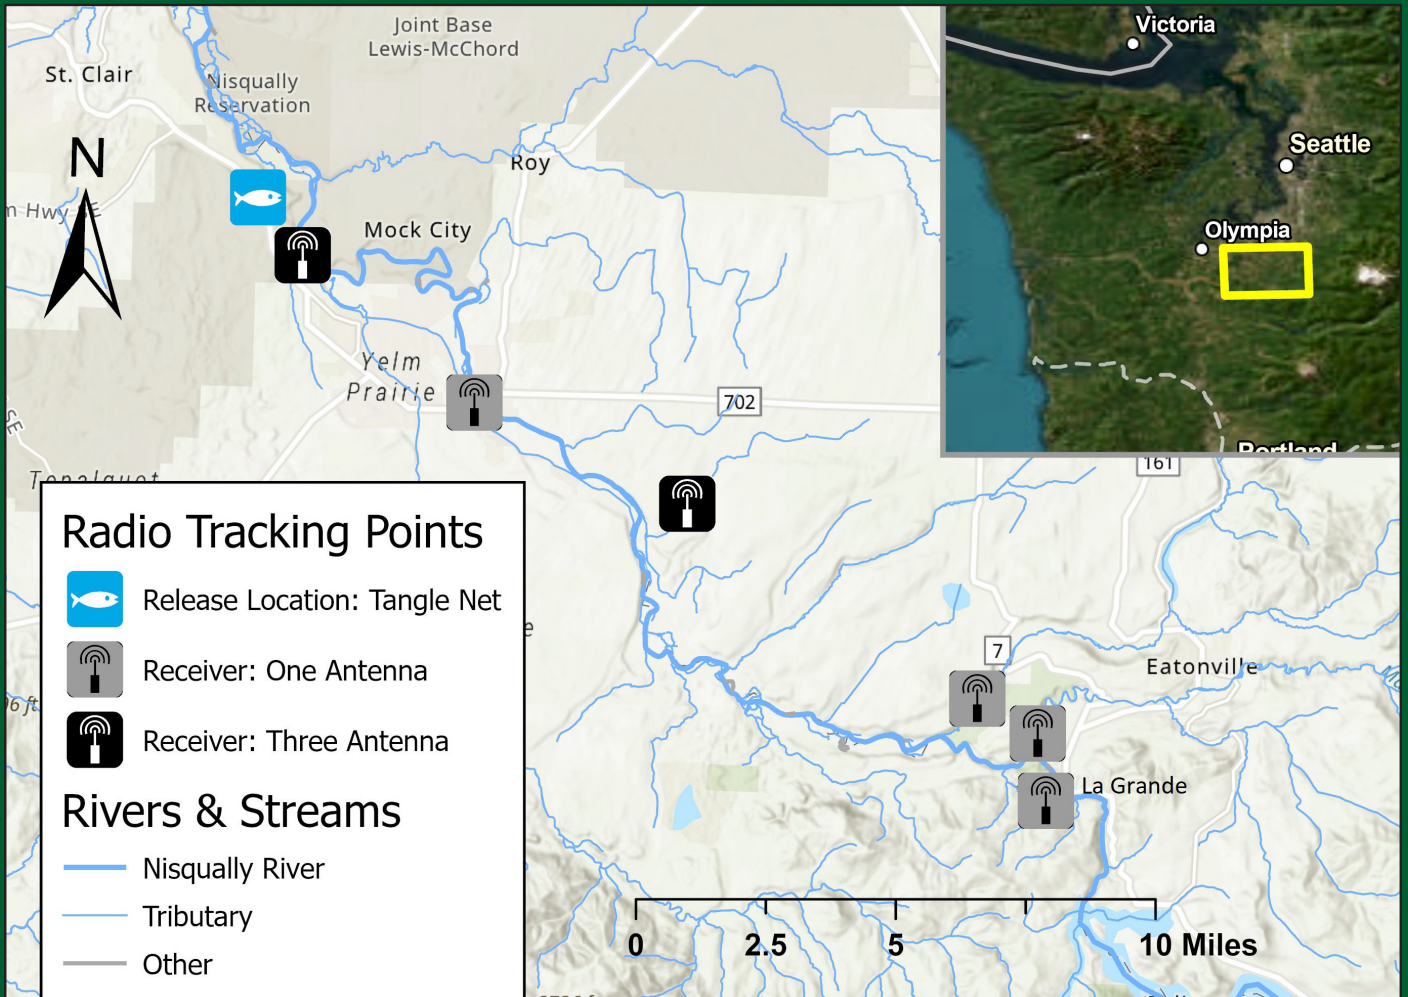 Joint Base
Lewis-McChord
St. Clair
Nisqually
Reservation
N
Roy
Mock City
Yelm
Prairie
702
Victoria
Seattle
Olympia
Portland
161
7
Eatonville
La Grande
Radio Tracking Points
Release Location: Tangle Net
Receiver: One Antenna
Receiver: Three Antenna
Rivers & Streams
Nisqually River
Tributary
Other
0 2.5 5 10 Miles